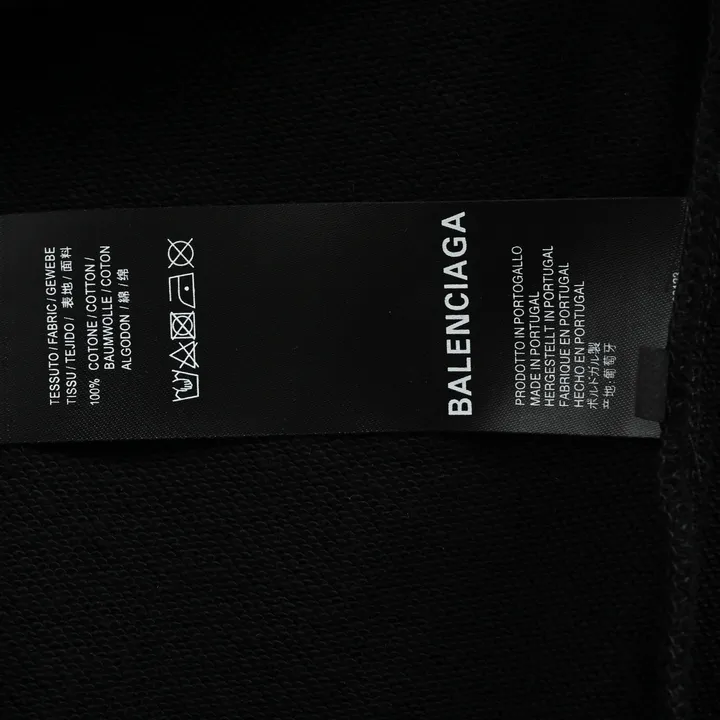 BALENCIAGA
PRODOTTO IN PORTOGALLO
MADE IN PORTUGAL
HERGESTELLT IN PORTUGAL
FABRIQUE EN PORTUGAL
HECHO EN PORTUGAL
ポルトガル製
产地:葡萄牙
TESSUTO / FABRIC / GEWEBE
TISSU / TEJIDO / 表地 / 面料
100% COTONE / COTTON /
BAUMWOLLE / COTON
ALGODON / 綿 / 绵